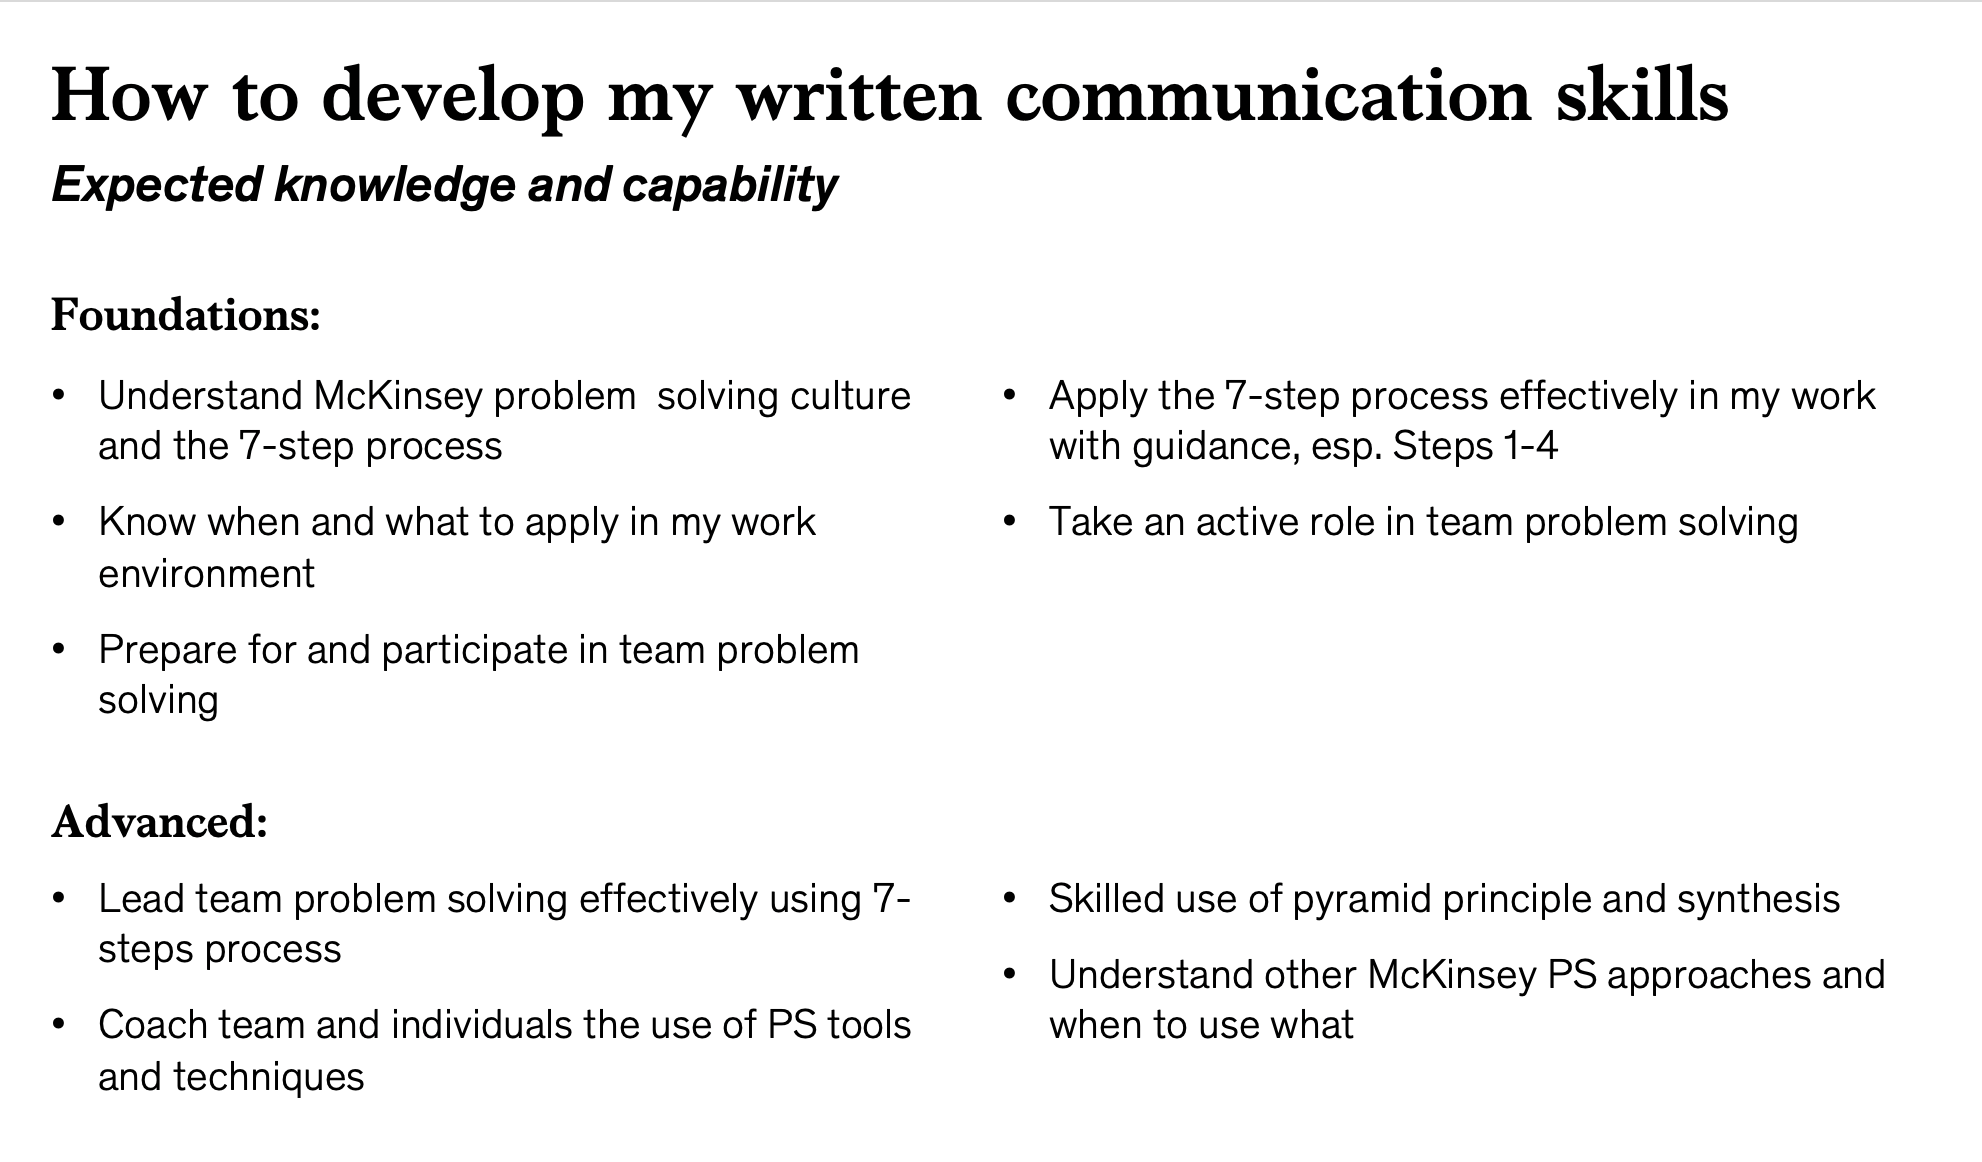 How to develop my written communication skills
Expected knowledge and capability
Foundations:
• Understand McKinsey problem  solving culture
and the 7-step process
• Know when and what to apply in my work
environment
• Prepare for and participate in team problem
solving
• Apply the 7-step process effectively in my work
with guidance, esp. Steps 1-4
• Take an active role in team problem solving
Advanced:
• Lead team problem solving effectively using 7-
steps process
• Coach team and individuals the use of PS tools
and techniques
• Skilled use of pyramid principle and synthesis
• Understand other McKinsey PS approaches and
when to use what